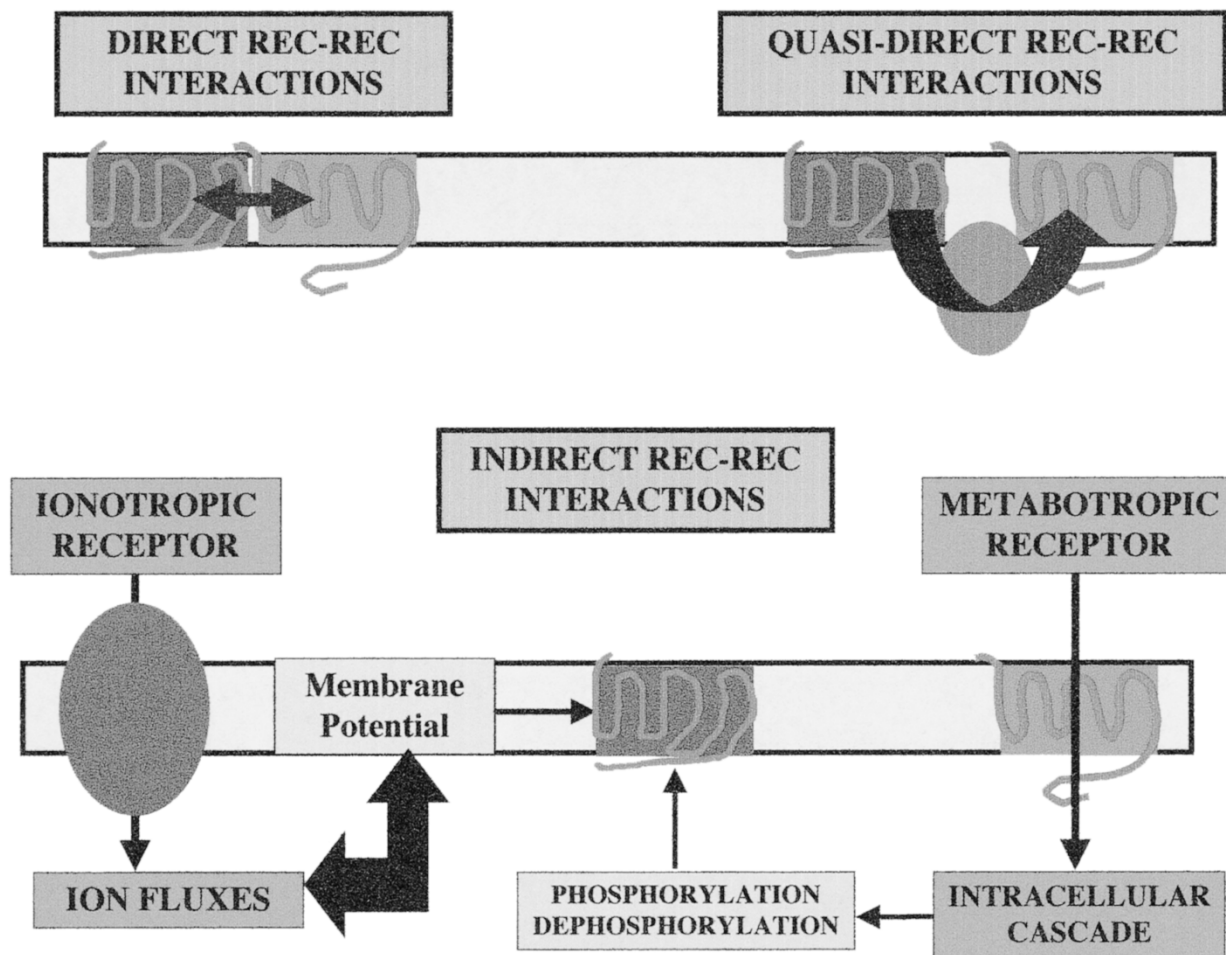 DIRECT REC-REC
INTERACTIONS
QUASI-DIRECT REC-REC
INTERACTIONS
INDIRECT REC-REC
INTERACTIONS
IONOTROPIC
RECEPTOR
METABOTROPIC
RECEPTOR
Membrane
Potential
ION FLUXES
PHOSPHORYLATION
DEPHOSPHORYLATION
INTRACELLULAR
CASCADE